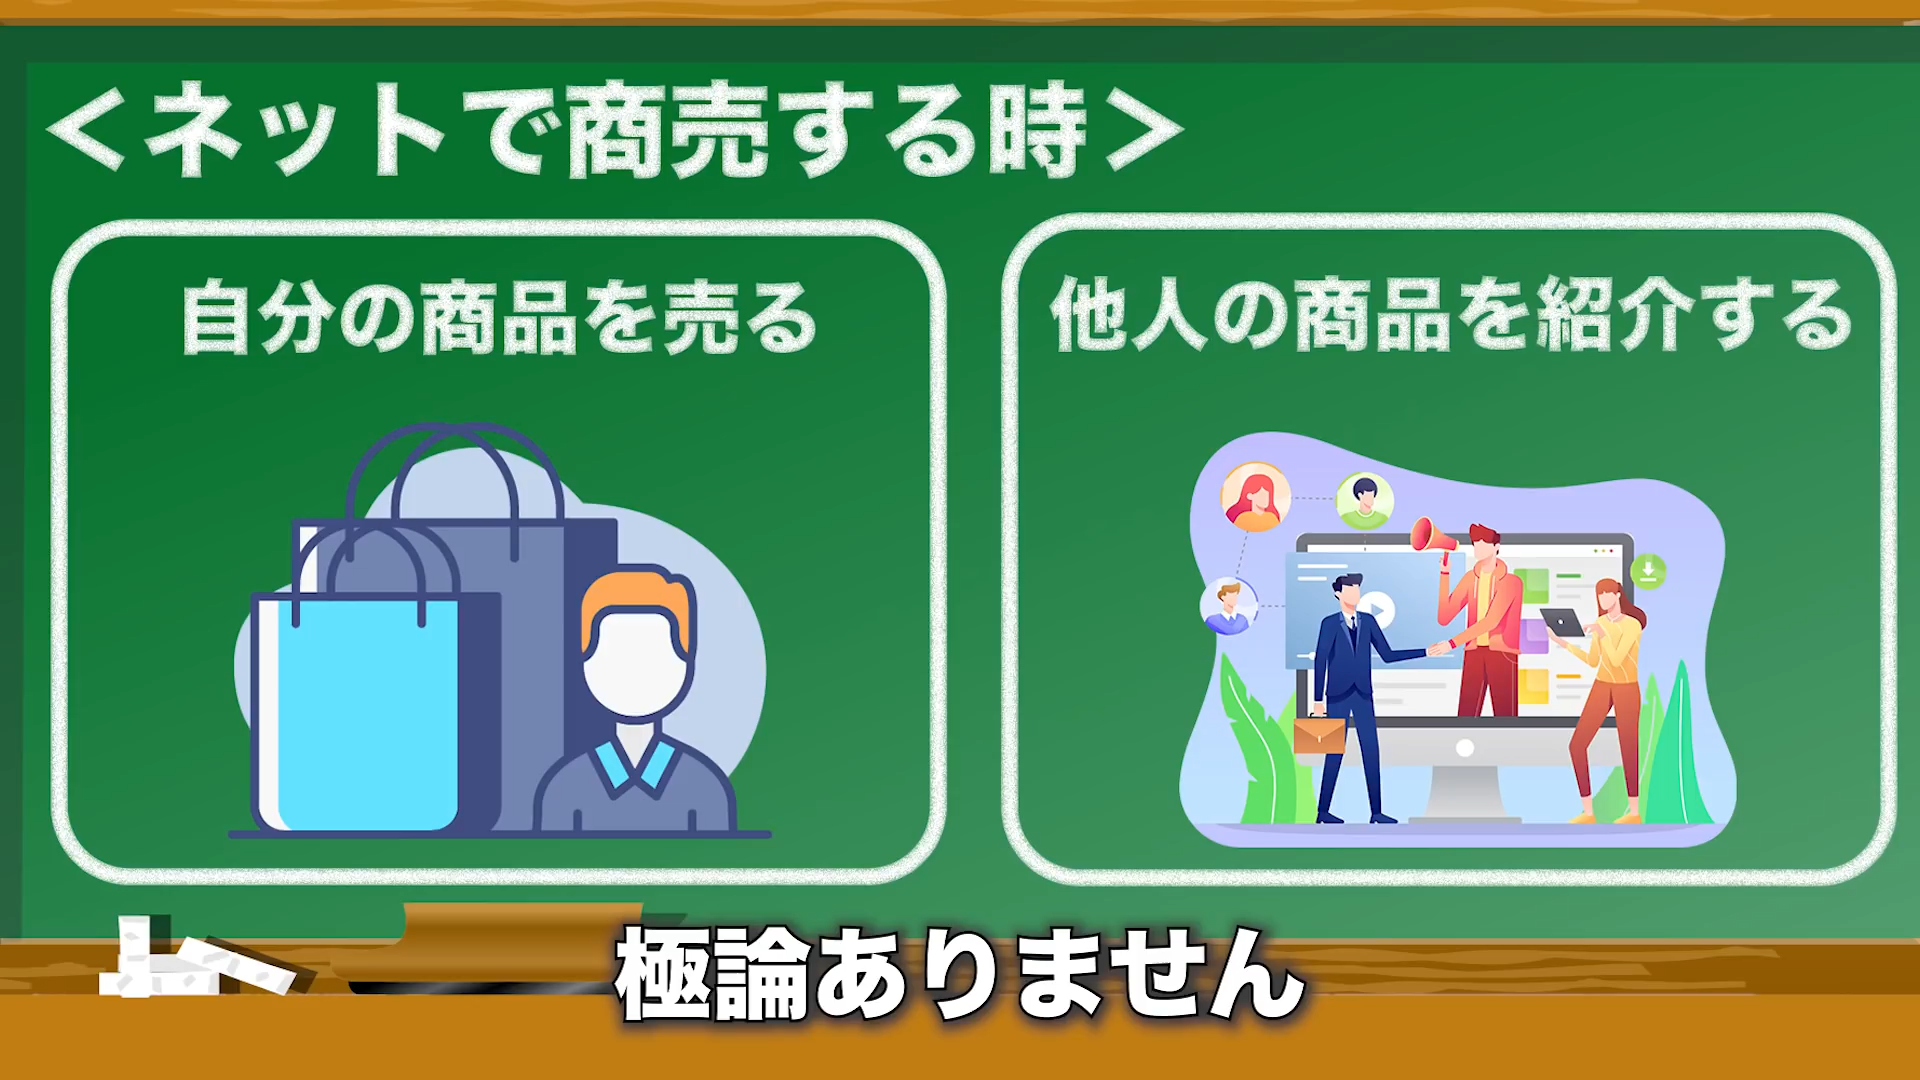 ＜ネットで商売する時＞
自分の商品を売る
他人の商品を紹介する
極論ありません